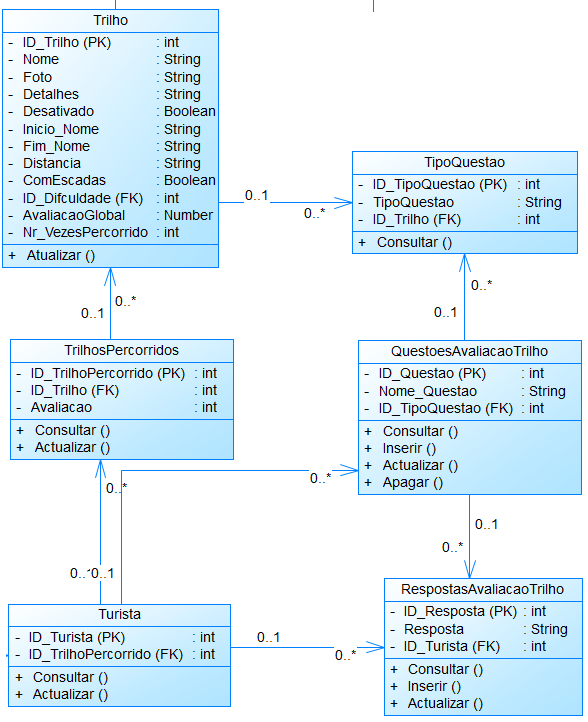 Trilho
- ID_Trilho (PK) : int
- Nome : String
- Foto : String
- Detalhes : String
- Desativado : Boolean
- Inicio_Nome : String
- Fim_Nome : String
- Distancia : String
- ComEscadas : Boolean
- ID_Difculdade (FK) : int
- AvaliacaoGlobal : Number
- Nr_VezesPercorrido : int
+ Atualizar ()
0..1
0..*
TipoQuestao
- ID_TipoQuestao (PK) : int
- TipoQuestao : String
- ID_Trilho (FK) : int
+ Consultar ()
0..*
0..1
0..*
0..1
TrilhosPercorridos
- ID_TrilhoPercorrido (PK) : int
- ID_Trilho (FK) : int
- Avaliacao : int
+ Consultar ()
+ Actualizar ()
QuestoesAvaliacaoTrilho
- ID_Questao (PK) : int
- Nome_Questao : String
- ID_TipoQuestao (FK) : int
+ Consultar ()
+ Inserir ()
+ Actualizar ()
+ Apagar ()
0..*
0..*
0..1
0..*
0..1
0..1
Turista
- ID_Turista (PK) : int
- ID_TrilhoPercorrido (FK) : int
+ Consultar ()
+ Actualizar ()
0..1
0..*
RespostasAvaliacaoTrilho
- ID_Resposta (PK) : int
- Resposta : String
- ID_Turista (FK) : int
+ Consultar ()
+ Inserir ()
+ Actualizar ()